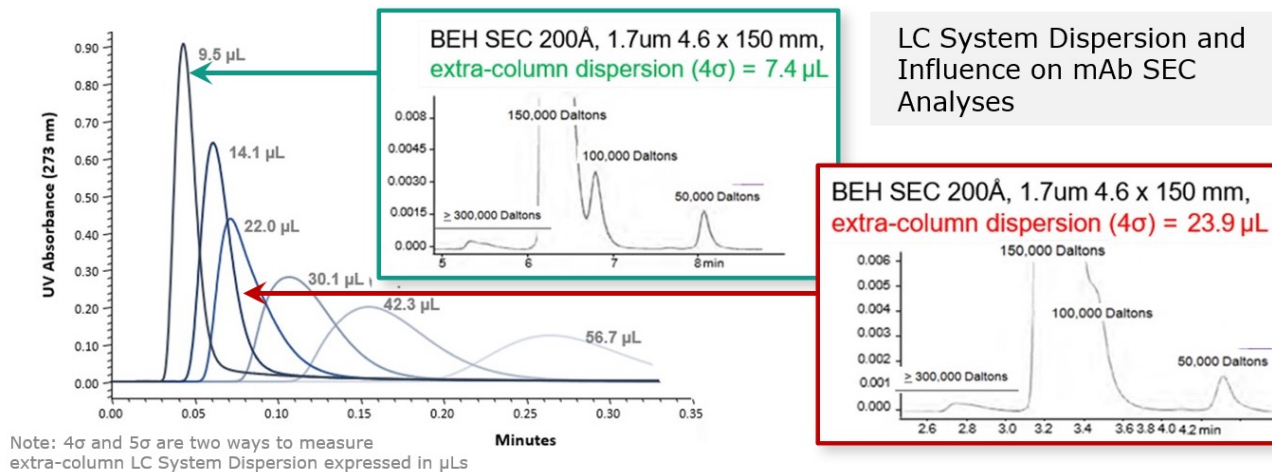 LC System Dispersion and
Influence on mAb SEC
Analyses
UV Absorbance (273 nm)
0.90
0.80
0.70
0.60
0.50
0.40
0.30
0.20
0.10
0.00
0.00 0.05 0.10 0.15 0.20 0.25 0.30 0.35
Minutes
9.5 µL
14.1 µL
22.0 µL
30.1 µL
42.3 µL
56.7 µL
BEH SEC 200Å, 1.7um 4.6 x 150 mm,
extra-column dispersion (4σ) = 7.4 µL
0.008
0.0045
0.0030
0.0015
0.000
150,000 Daltons
100,000 Daltons
50,000 Daltons
≥ 300,000 Daltons
5 6 7 8 min
BEH SEC 200Å, 1.7um 4.6 x 150 mm,
extra-column dispersion (4σ) = 23.9 µL
0.006
0.005
0.004
0.003
0.002
0.001
0.000
150,000 Daltons
100,000 Daltons
50,000 Daltons
≥ 300,000 Daltons
2.6 2.8 3.0 3.2 3.4 3.6 3.8 4.0 4.2 min
Note: 4σ and 5σ are two ways to measure
extra-column LC System Dispersion expressed in µLs